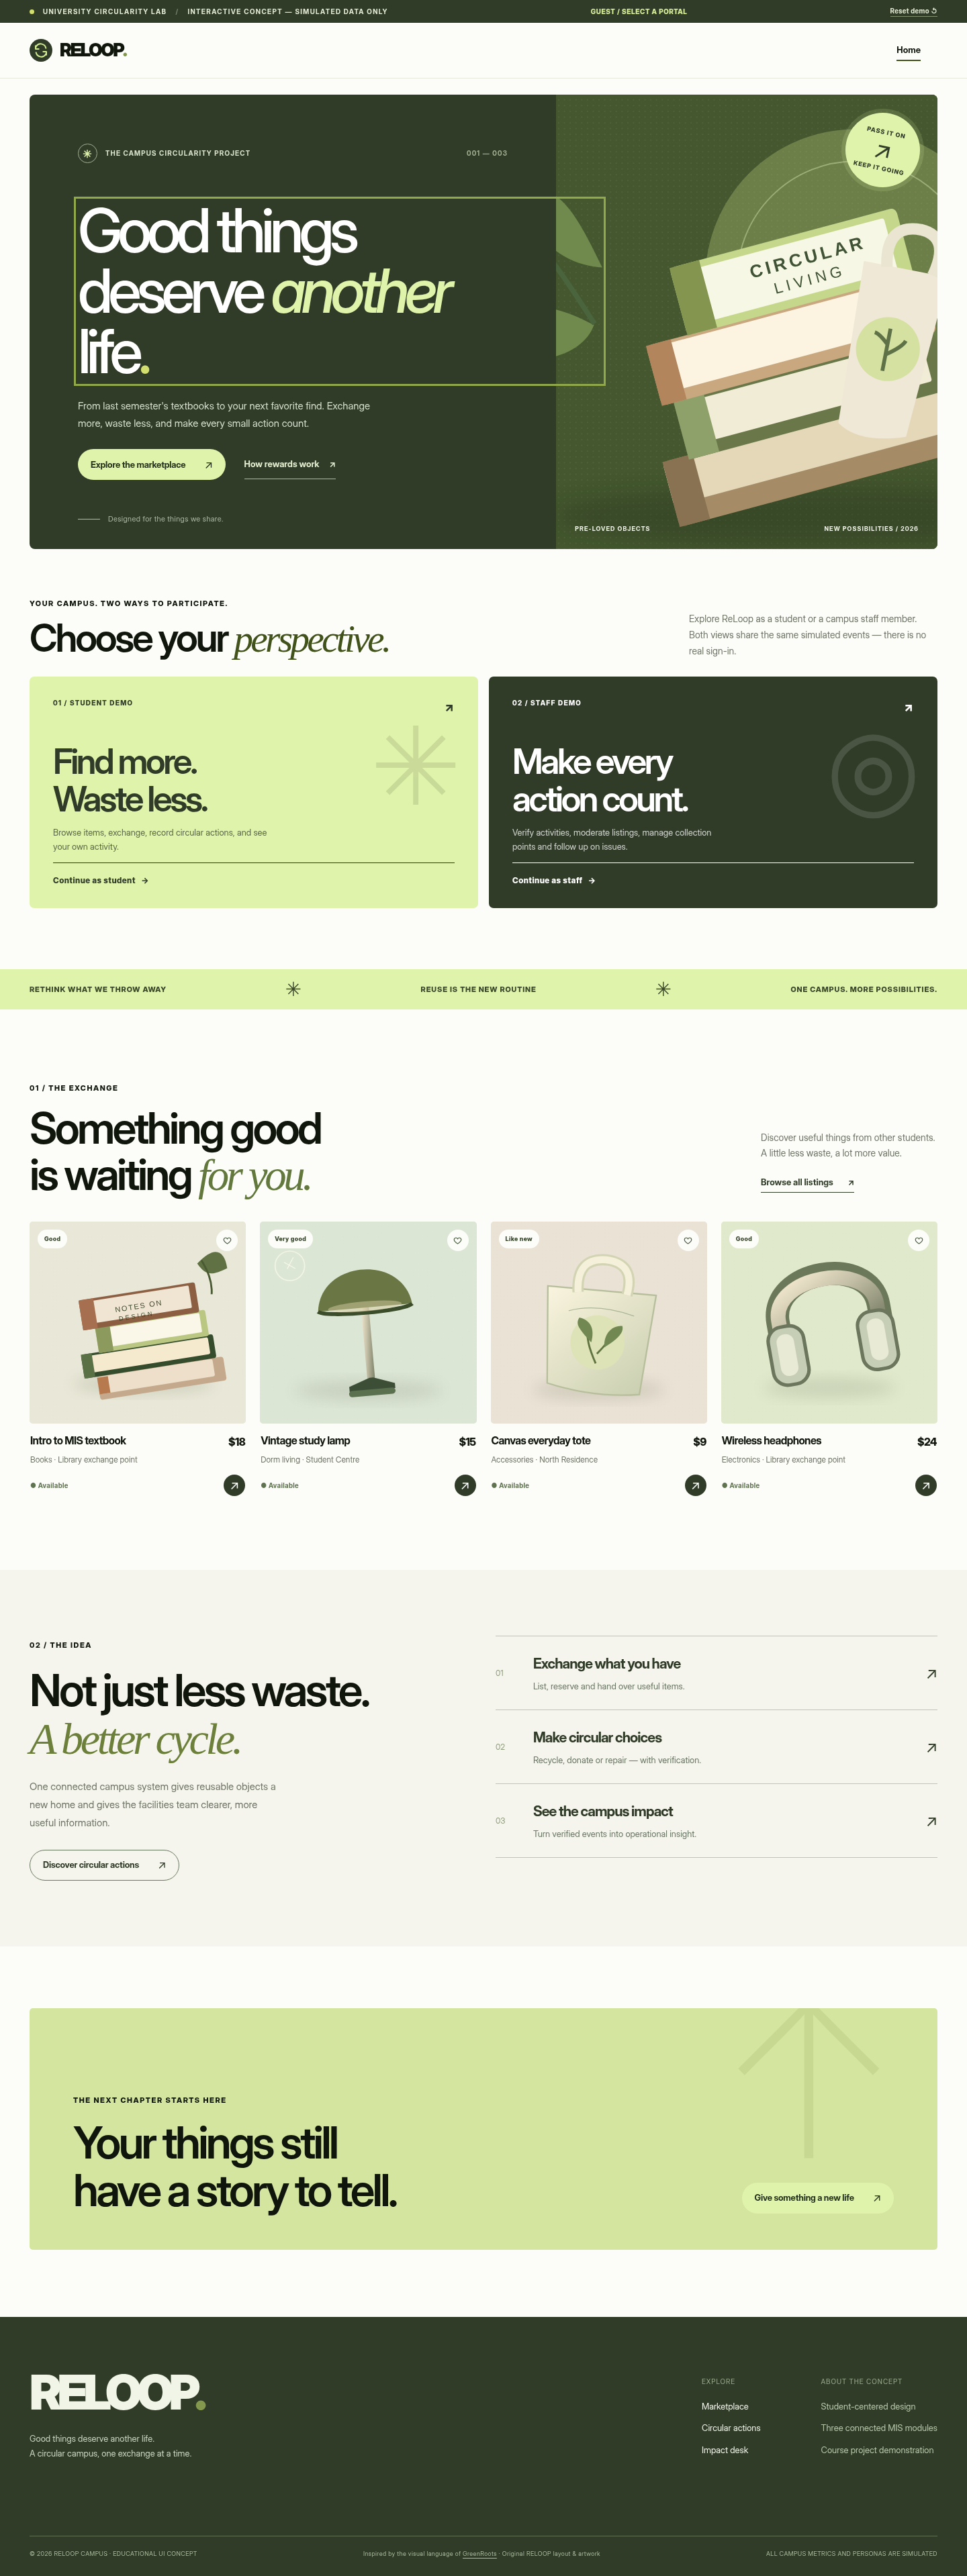 UNIVERSITY CIRCULARITY LAB / INTERACTIVE CONCEPT — SIMULATED DATA ONLY
GUEST / SELECT A PORTAL
Reset demo ↺
RELOOP.
Home
THE CAMPUS CIRCULARITY PROJECT
001 — 003
Good things
deserve another
life.
From last semester's textbooks to your next favorite find. Exchange
more, waste less, and make every small action count.
Explore the marketplace ↗
How rewards work ↗
Designed for the things we share.
PASS IT ON
KEEP IT GOING
CIRCULAR
LIVING
PRE-LOVED OBJECTS
NEW POSSIBILITIES / 2026
YOUR CAMPUS. TWO WAYS TO PARTICIPATE.
Choose your perspective.
Explore ReLoop as a student or a campus staff member.
Both views share the same simulated events — there is no
real sign-in.
01 / STUDENT DEMO
Find more.
Waste less.
Browse items, exchange, record circular actions, and see
your own activity.
Continue as student →
02 / STAFF DEMO
Make every
action count.
Verify activities, moderate listings, manage collection
points and follow up on issues.
Continue as staff →
RETHINK WHAT WE THROW AWAY
REUSE IS THE NEW ROUTINE
ONE CAMPUS. MORE POSSIBILITIES.
01 / THE EXCHANGE
Something good
is waiting for you.
Discover useful things from other students.
A little less waste, a lot more value.
Browse all listings ↗
Good
NOTES ON
DESIGN
Intro to MIS textbook
$18
Books · Library exchange point
Available
Very good
Vintage study lamp
$15
Dorm living · Student Centre
Available
Like new
Canvas everyday tote
$9
Accessories · North Residence
Available
Good
Wireless headphones
$24
Electronics · Library exchange point
Available
02 / THE IDEA
Not just less waste.
A better cycle.
One connected campus system gives reusable objects a
new home and gives the facilities team clearer, more
useful information.
Discover circular actions ↗
01
Exchange what you have
List, reserve and hand over useful items.
02
Make circular choices
Recycle, donate or repair — with verification.
03
See the campus impact
Turn verified events into operational insight.
THE NEXT CHAPTER STARTS HERE
Your things still
have a story to tell.
Give something a new life ↗
RELOOP.
Good things deserve another life.
A circular campus, one exchange at a time.
EXPLORE
Marketplace
Circular actions
Impact desk
ABOUT THE CONCEPT
Student-centered design
Three connected MIS modules
Course project demonstration
© 2026 RELOOP CAMPUS · EDUCATIONAL UI CONCEPT
Inspired by the visual language of GreenRoots · Original RELOOP layout & artwork
ALL CAMPUS METRICS AND PERSONAS ARE SIMULATED